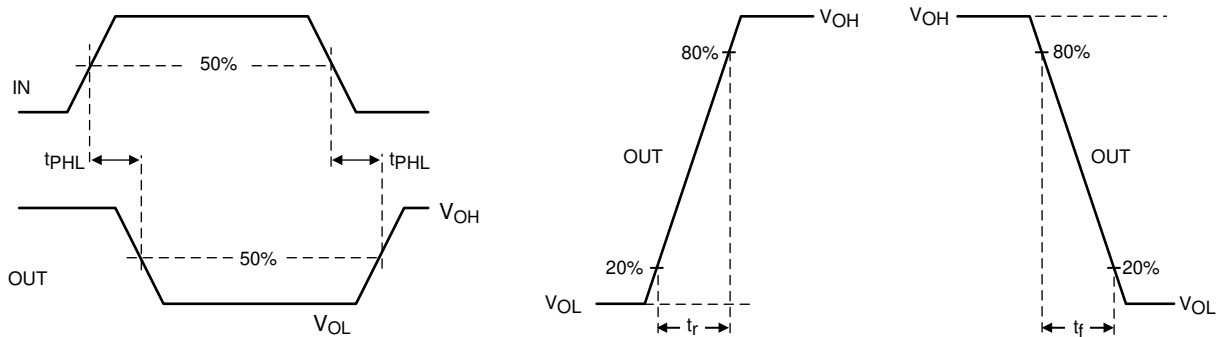 IN
50%
tPHL
tPHL
OUT
50%
VOH
VOL
VOH
80%
OUT
20%
VOL
tr
VOH
80%
OUT
20%
VOL
tf